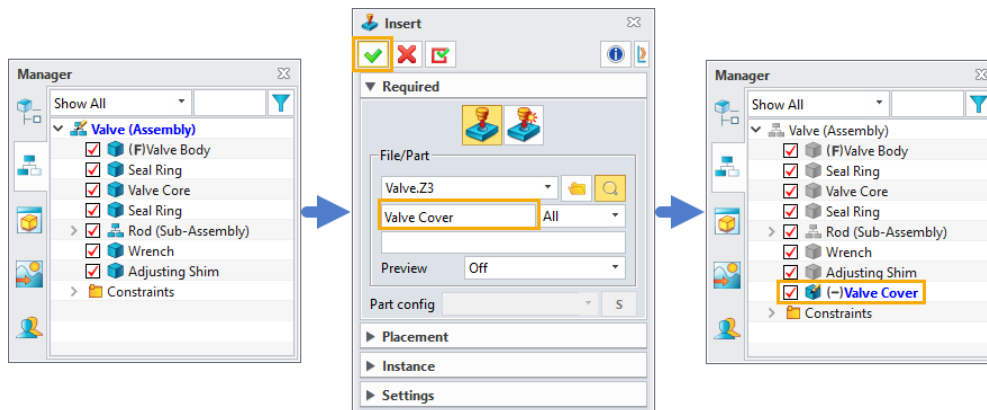 Manager
Show All
Valve (Assembly)
(F)Valve Body
Seal Ring
Valve Core
Seal Ring
Rod (Sub-Assembly)
Wrench
Adjusting Shim
Constraints
Insert
Required
File/Part
Valve.Z3
Valve Cover All
Preview Off
Part config S
Placement
Instance
Settings
Manager
Show All
Valve (Assembly)
(F)Valve Body
Seal Ring
Valve Core
Seal Ring
Rod (Sub-Assembly)
Wrench
Adjusting Shim
(−)Valve Cover
Constraints